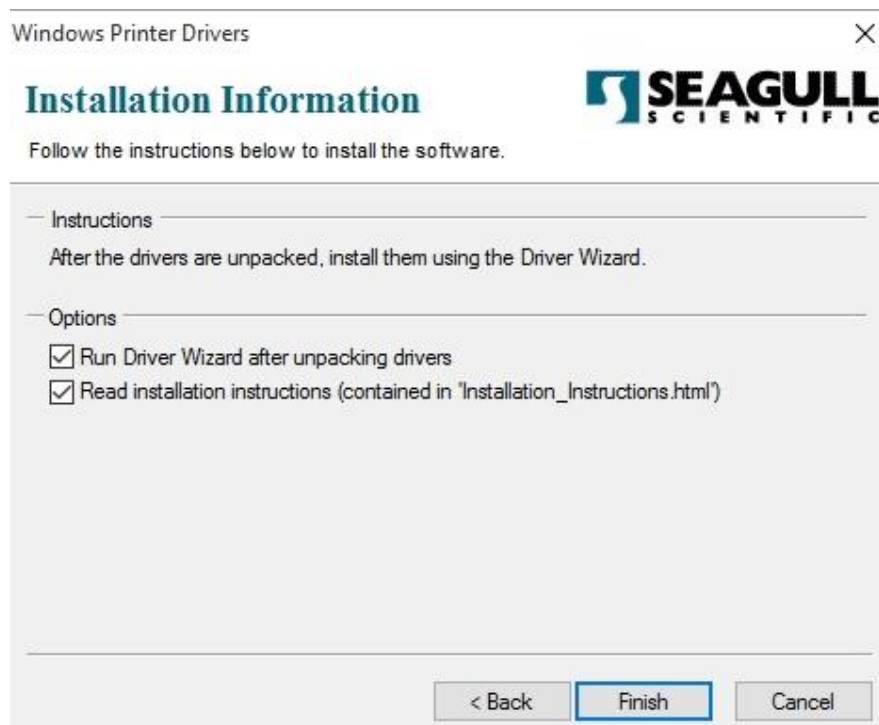 Windows Printer Drivers
Installation Information
SEAGULL
SCIENTIFIC
Follow the instructions below to install the software.
Instructions
After the drivers are unpacked, install them using the Driver Wizard.
Options
Run Driver Wizard after unpacking drivers
Read installation instructions (contained in 'Installation_Instructions.html')
< Back
Finish
Cancel